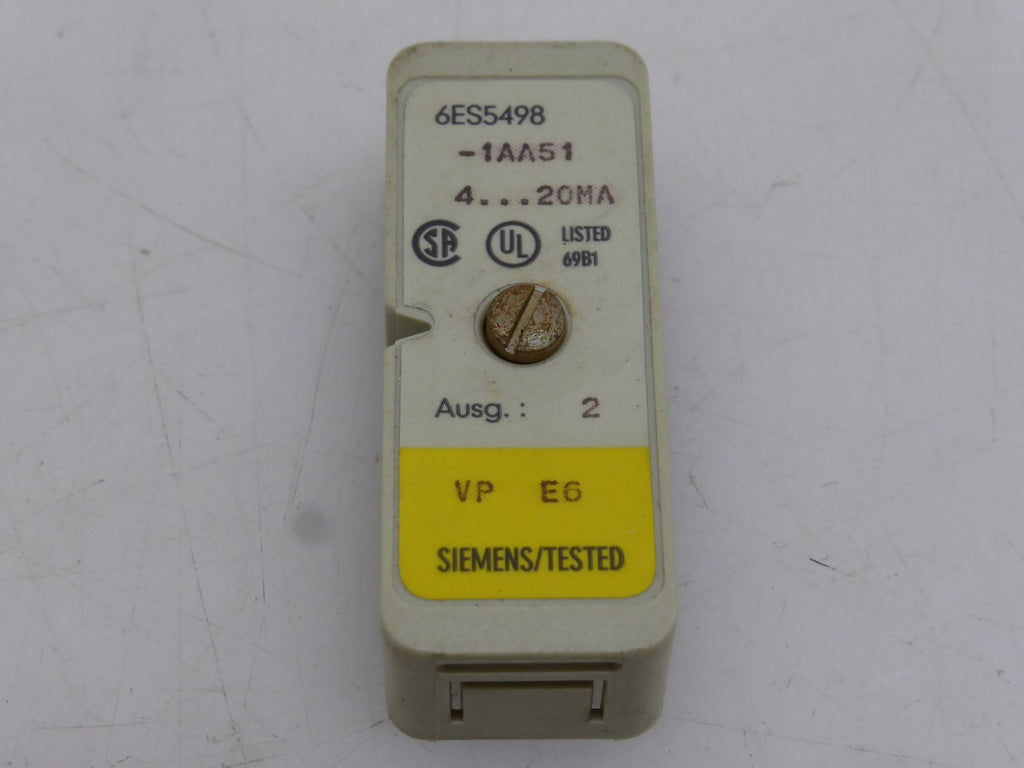 6ES5498
-1AA51
4...20MA
SA UL LISTED
69B1
Ausg.: 2
VP E6
SIEMENS/TESTED